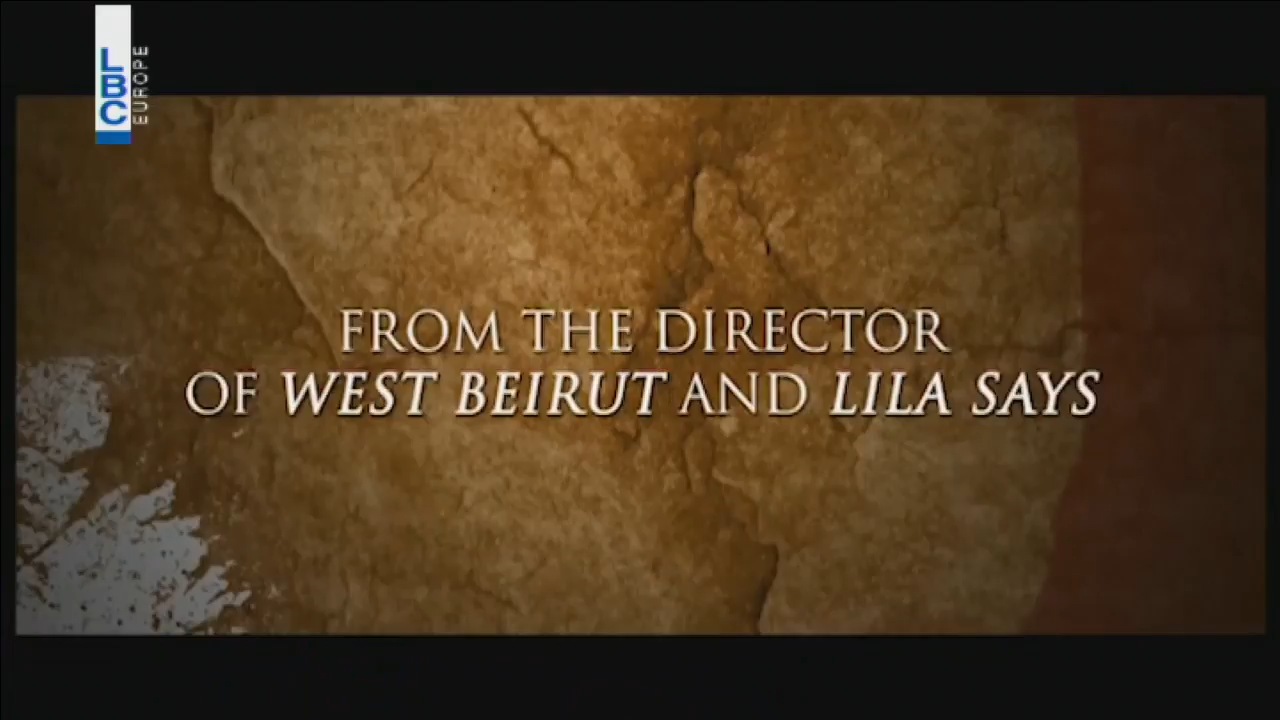 LBC
EUROPE
FROM THE DIRECTOR
OF WEST BEIRUT AND LILA SAYS